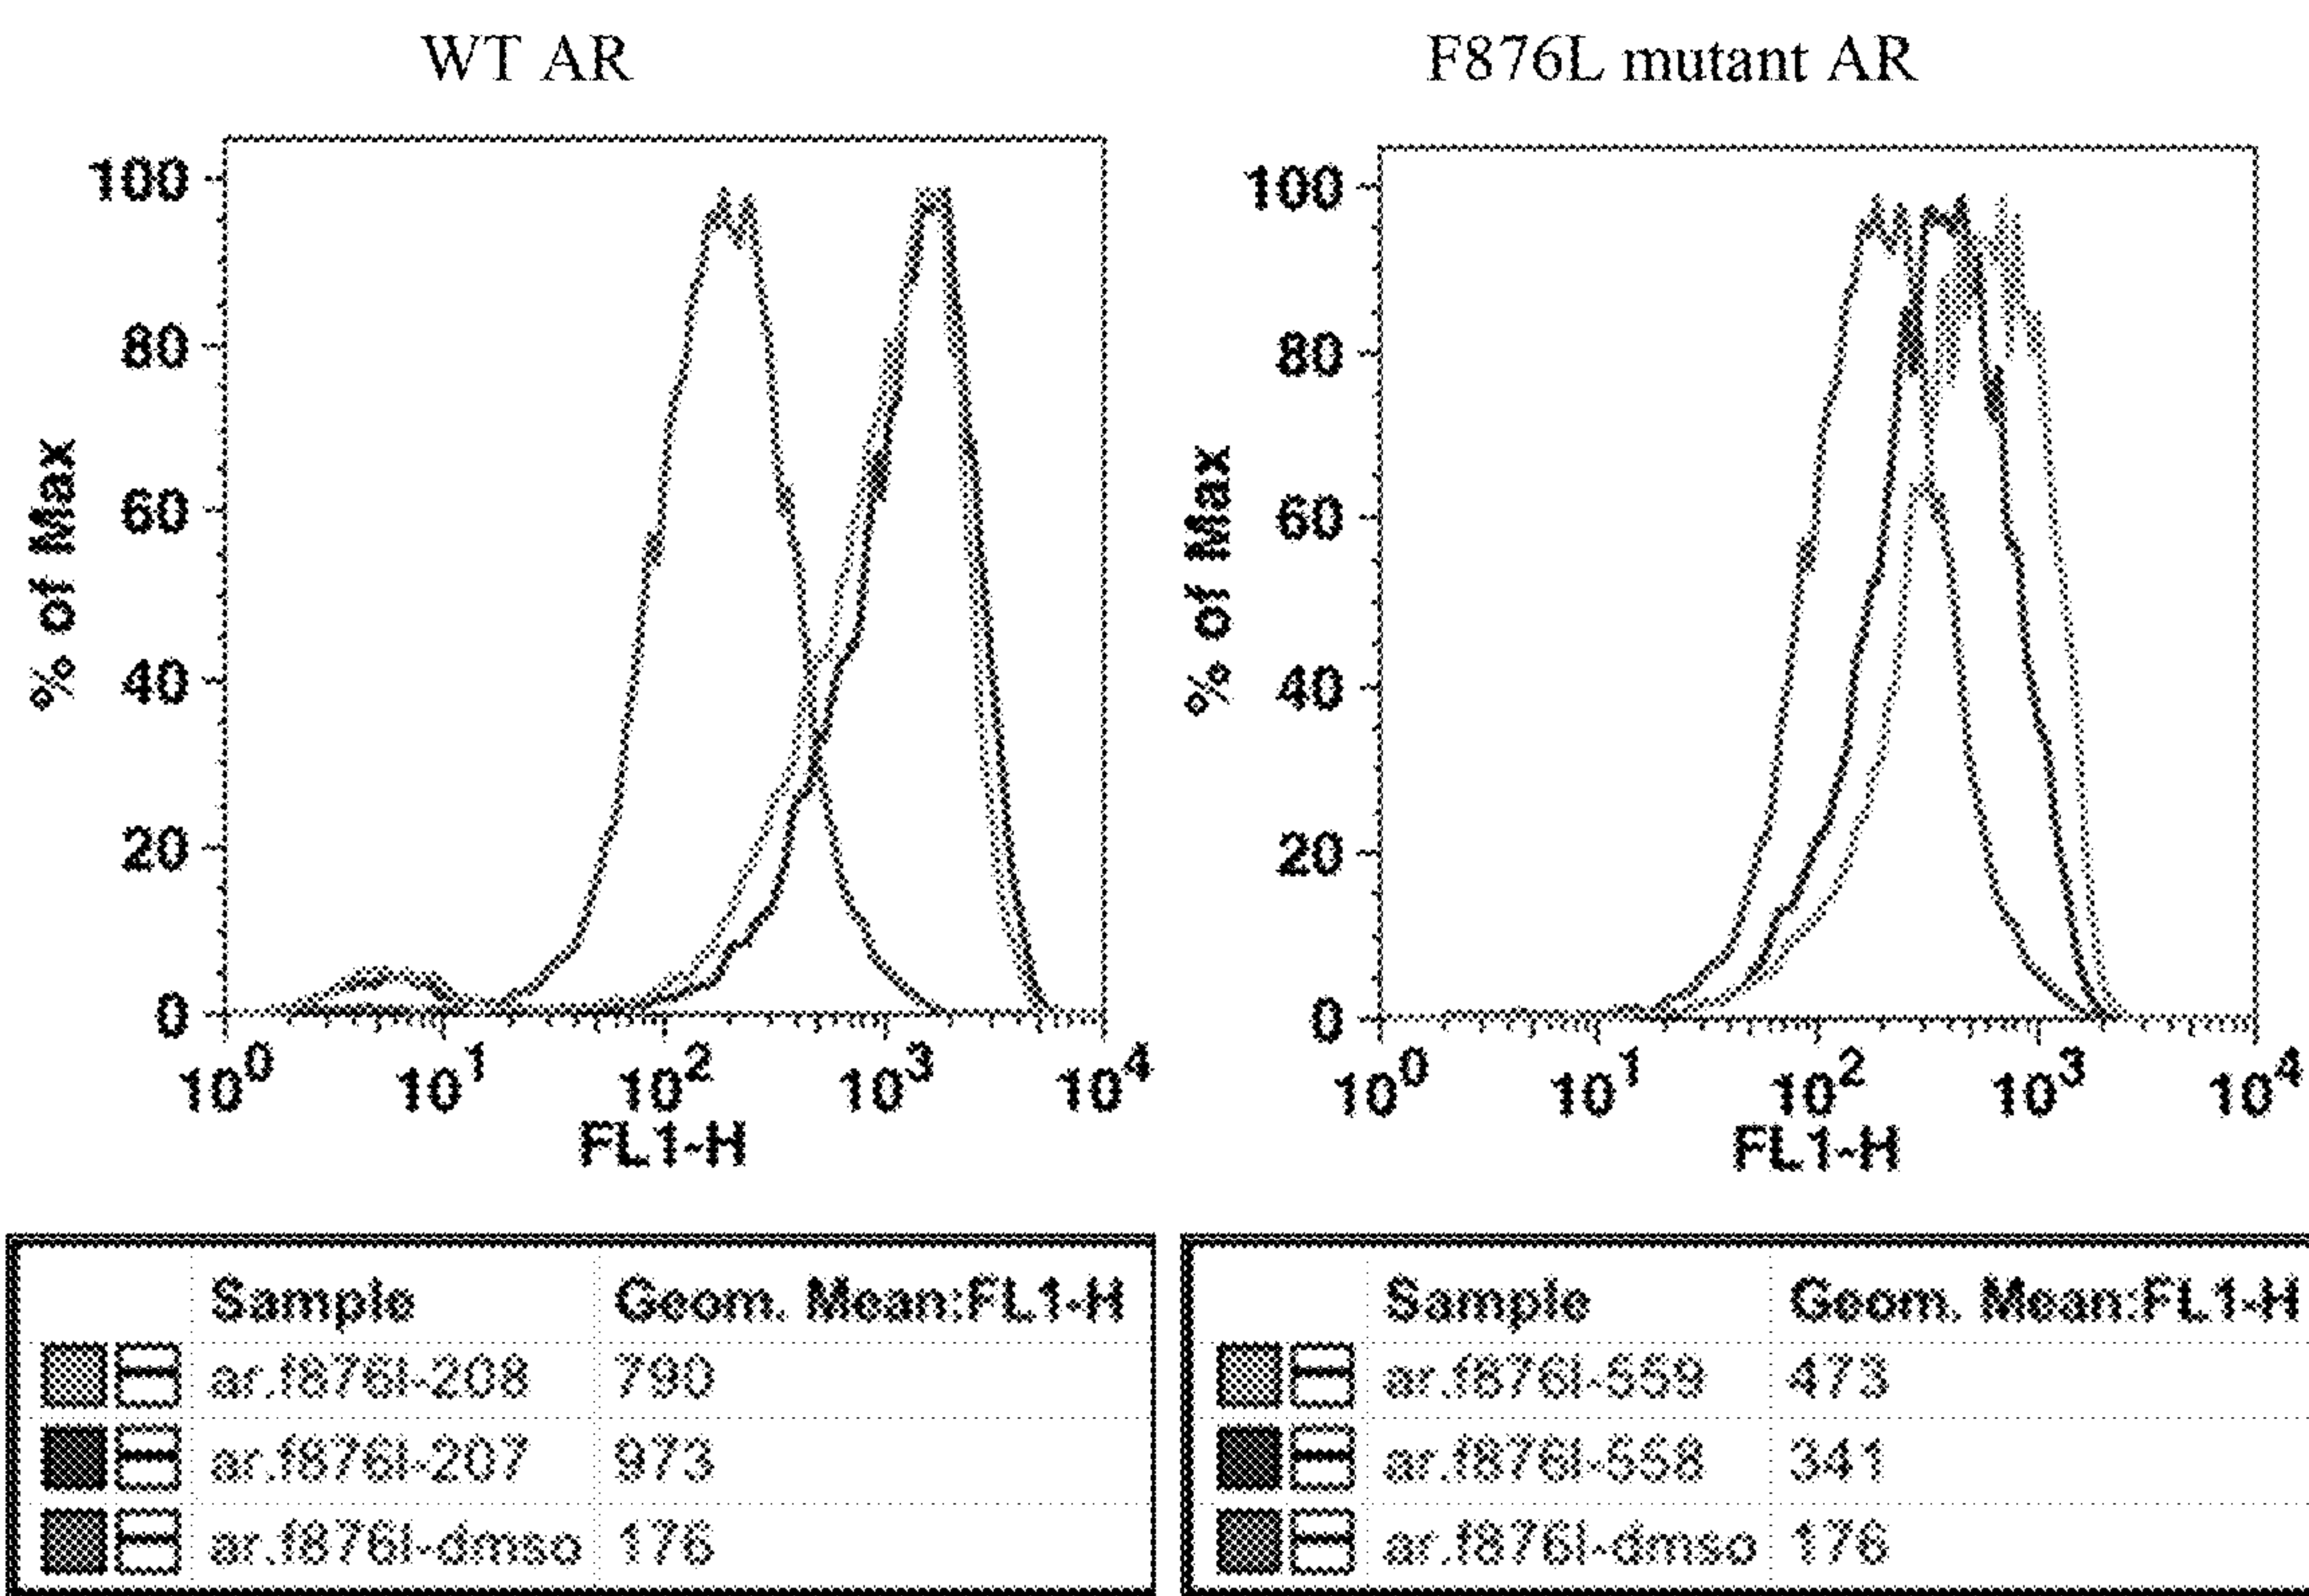 WT AR
F876L mutant AR
100
80
60
40
20
0
% of Max
10^0 10^1 10^2 10^3 10^4
FL1-H
100
80
60
40
20
0
% of Max
10^0 10^1 10^2 10^3 10^4
FL1-H
Sample Geom. Mean:FL1-H
ar.f876l-208 790
ar.f876l-207 973
ar.f876l-dmso 176
Sample Geom. Mean:FL1-H
ar.f876l-559 473
ar.f876l-558 341
ar.f876l-dmso 176